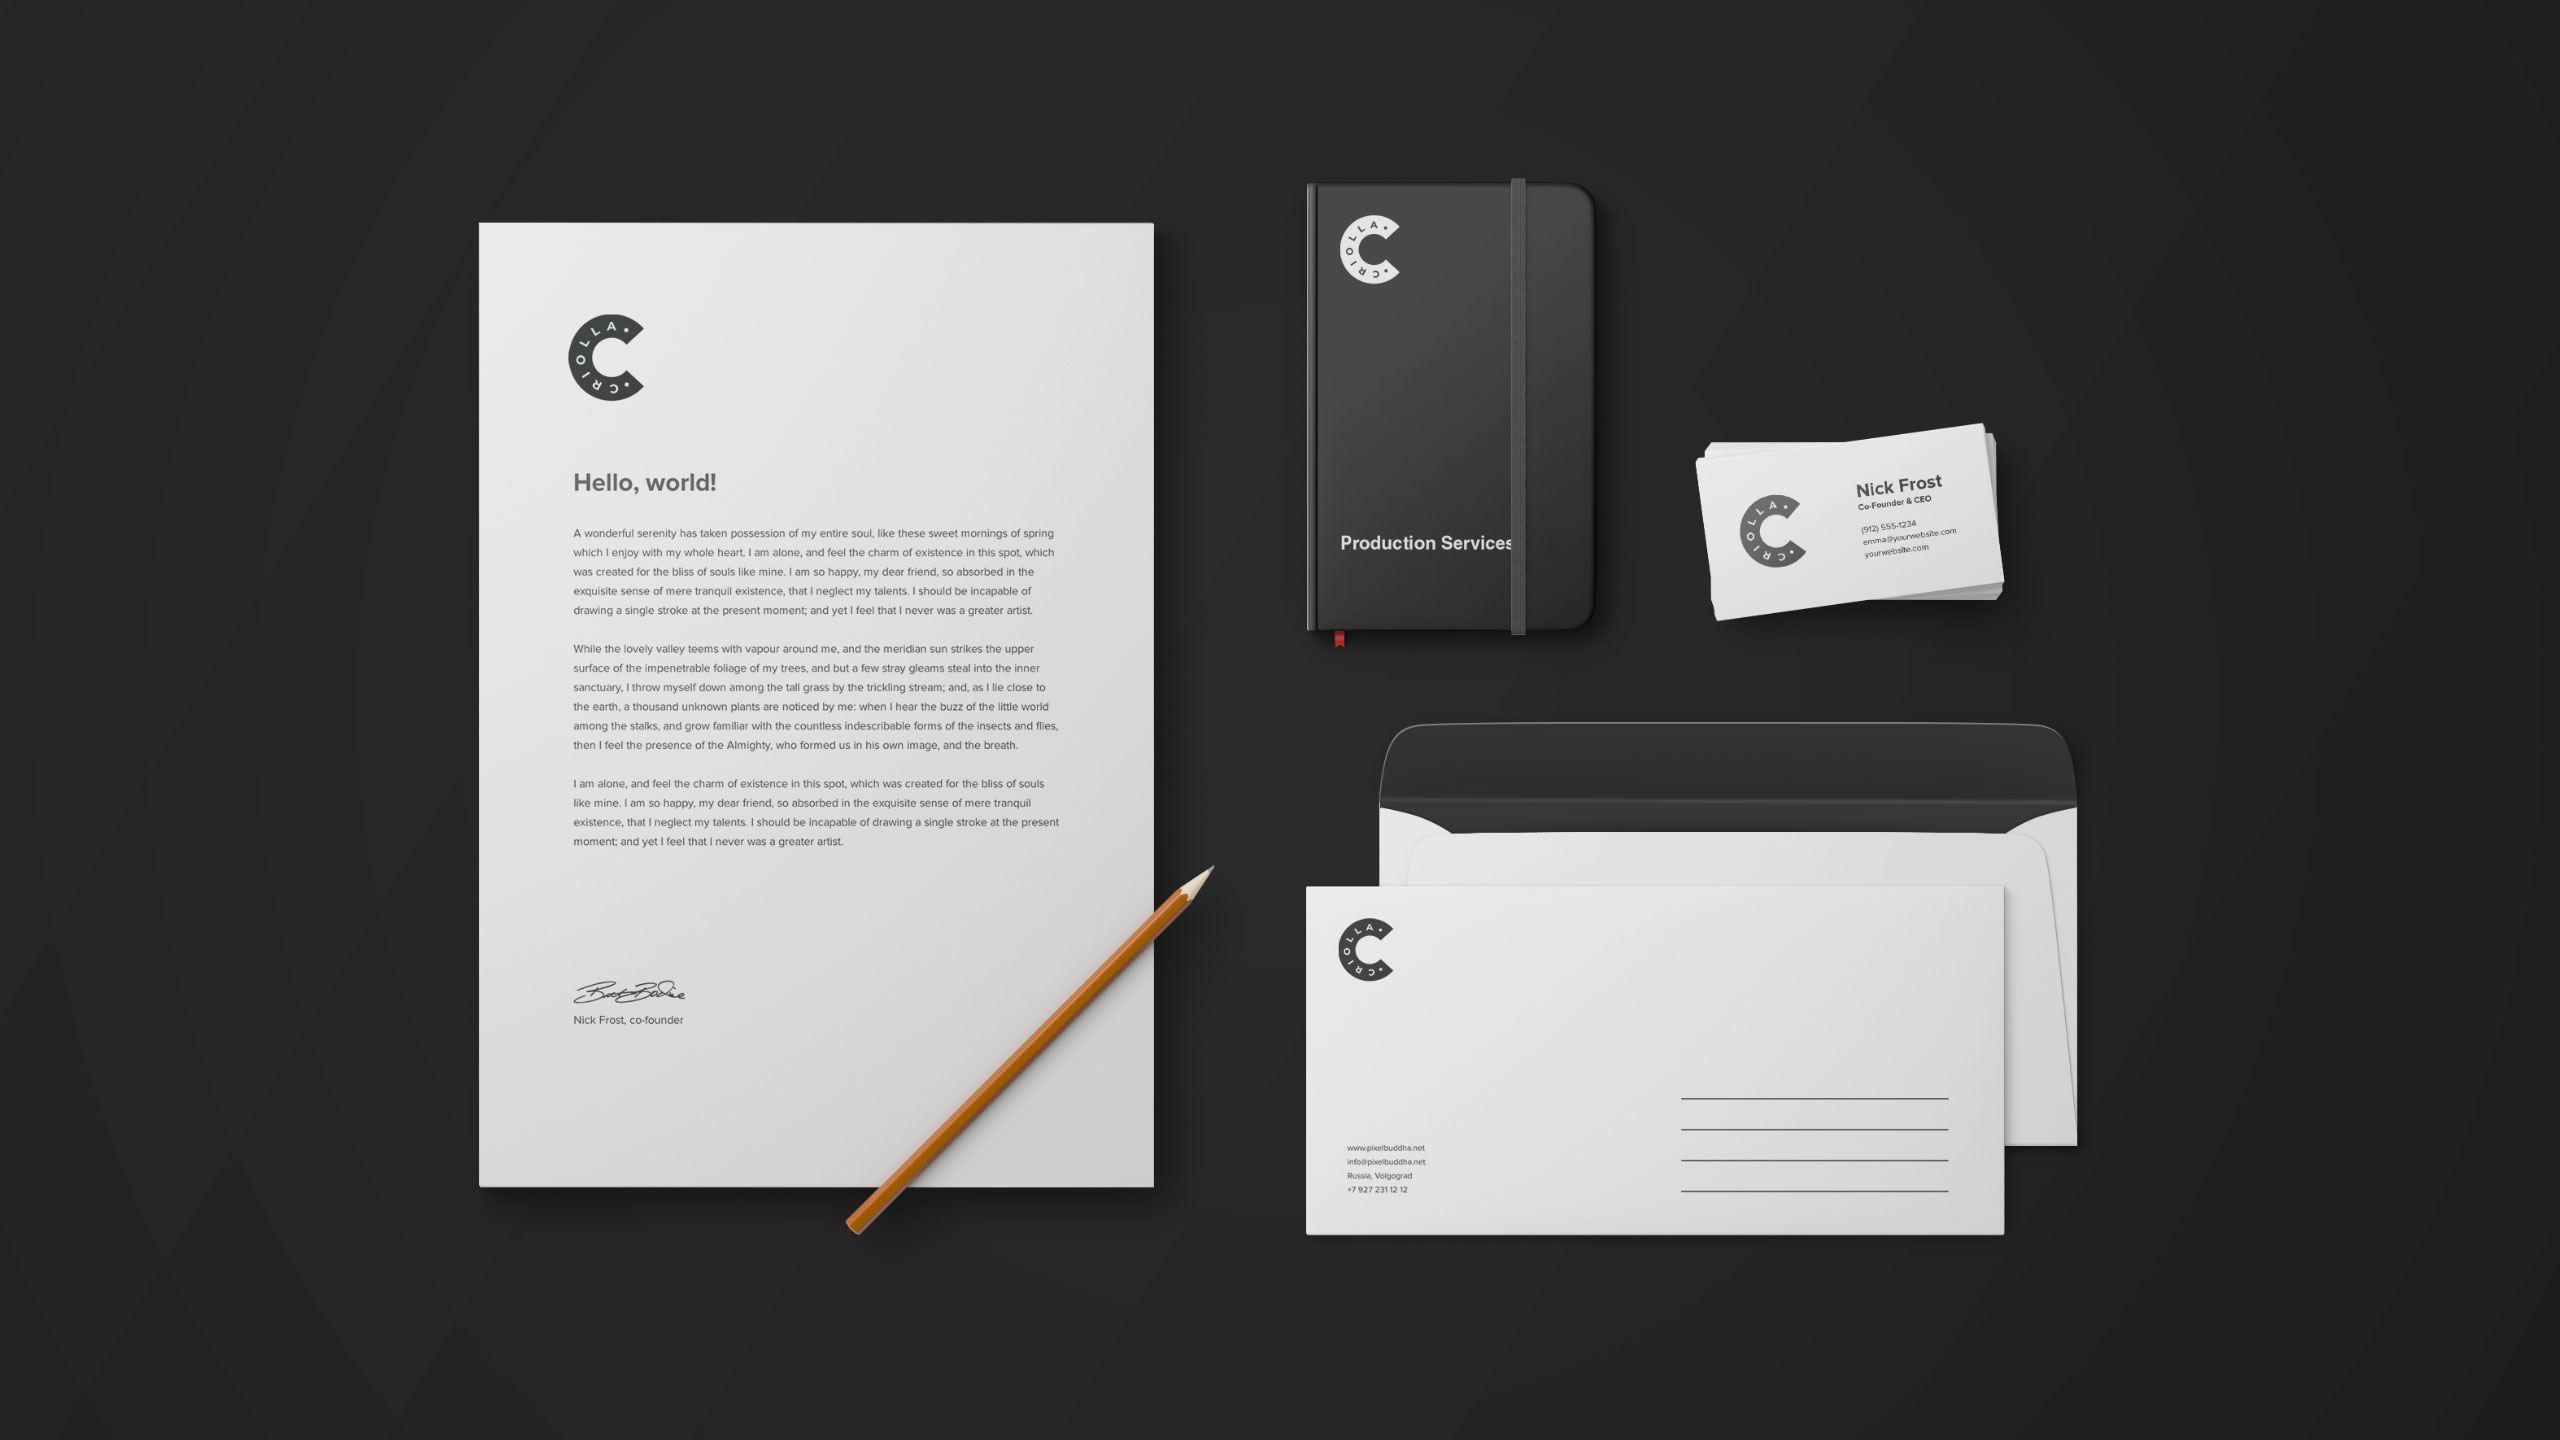 CRIOLLA
Hello, world!
A wonderful serenity has taken possession of my entire soul, like these sweet mornings of spring
which I enjoy with my whole heart. I am alone, and feel the charm of existence in this spot, which
was created for the bliss of souls like mine. I am so happy, my dear friend, so absorbed in the
exquisite sense of mere tranquil existence, that I neglect my talents. I should be incapable of
drawing a single stroke at the present moment; and yet I feel that I never was a greater artist.
While the lovely valley teems with vapour around me, and the meridian sun strikes the upper
surface of the impenetrable foliage of my trees, and but a few stray gleams steal into the inner
sanctuary, I throw myself down among the tall grass by the trickling stream; and, as I lie close to
the earth, a thousand unknown plants are noticed by me: when I hear the buzz of the little world
among the stalks, and grow familiar with the countless indescribable forms of the insects and flies,
then I feel the presence of the Almighty, who formed us in his own image, and the breath.
I am alone, and feel the charm of existence in this spot, which was created for the bliss of souls
like mine. I am so happy, my dear friend, so absorbed in the exquisite sense of mere tranquil
existence, that I neglect my talents. I should be incapable of drawing a single stroke at the present
moment; and yet I feel that I never was a greater artist.
Nick Frost, co-founder
CRIOLLA
Production Services
CRIOLLA
Nick Frost
Co-Founder & CEO
(912) 555-1234
emma@yourwebsite.com
yourwebsite.com
CRIOLLA
www.pixelbuddha.net
info@pixelbuddha.net
Russia, Volgograd
+7 927 231 12 12